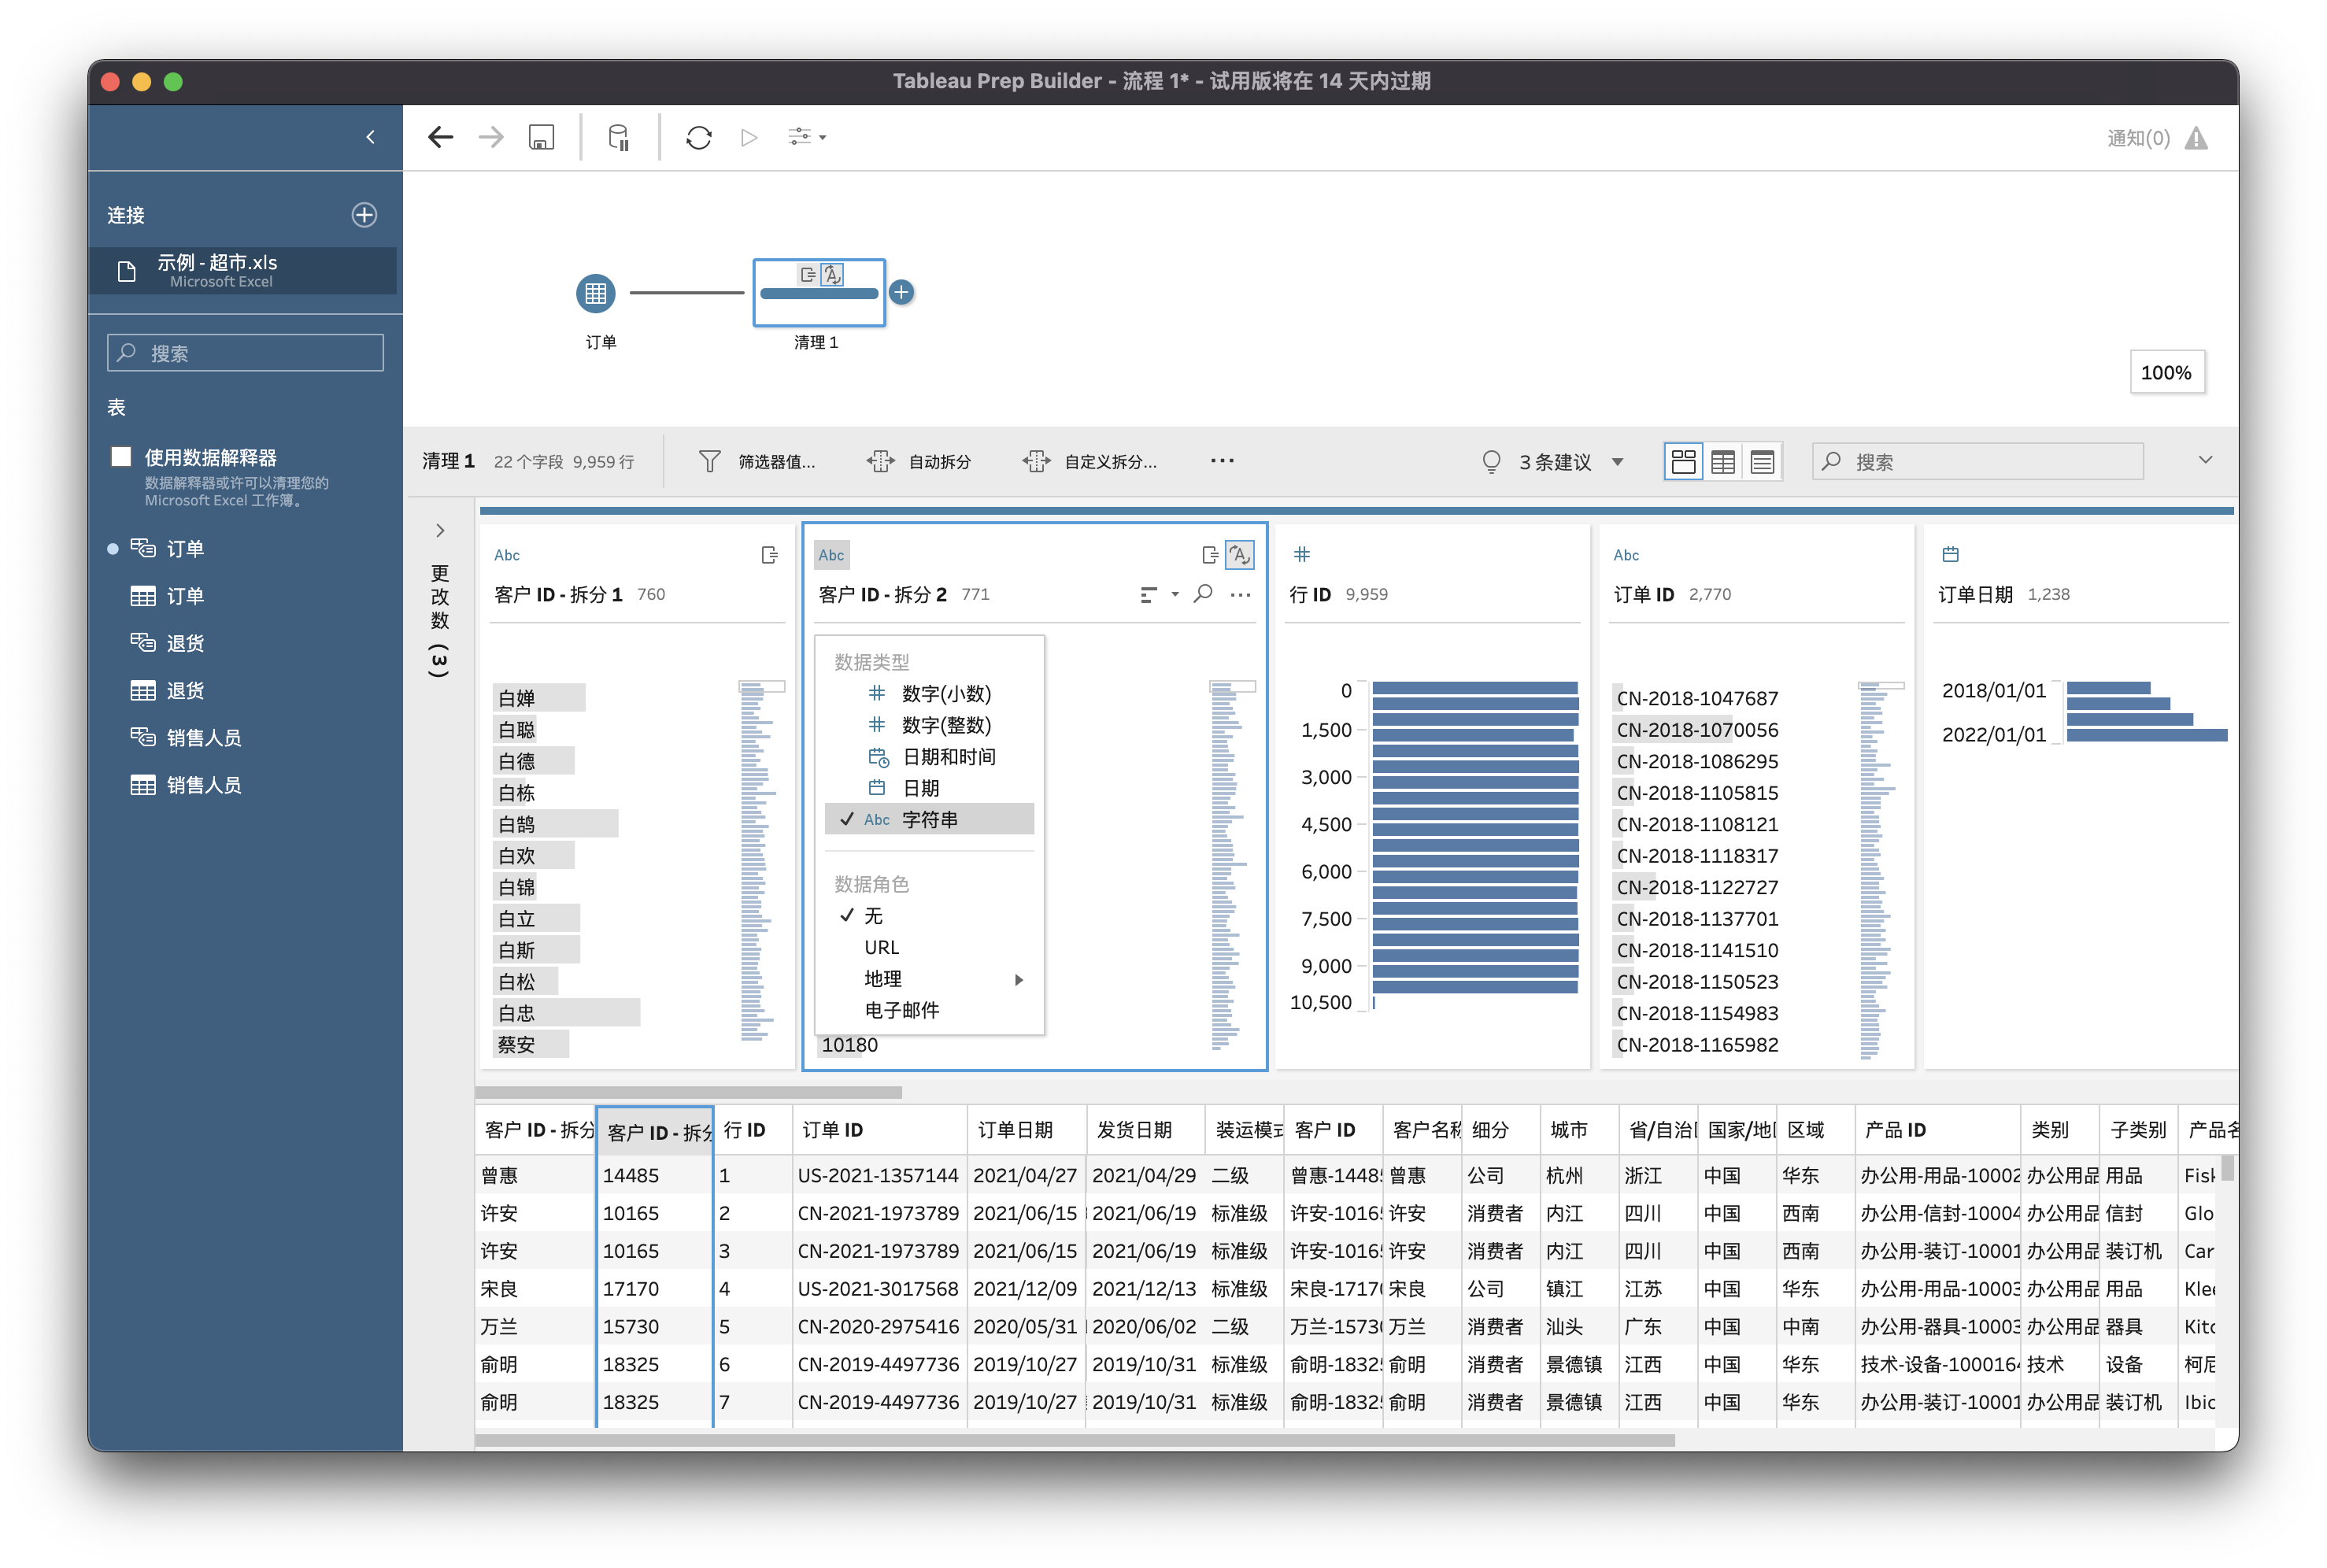 Tableau Prep Builder - 流程 1* - 试用版将在 14 天内过期
通知(0)
连接
示例 - 超市.xls
Microsoft Excel
搜索
表
使用数据解释器
数据解释器或许可以清理您的
Microsoft Excel 工作簿。
订单
订单
退货
退货
销售人员
销售人员
订单
清理 1
100%
清理 1 22 个字段 9,959 行
筛选器值...
自动拆分
自定义拆分...
3 条建议
搜索
更改数 (3)
Abc
客户 ID - 拆分 1 760
白婵
白聪
白德
白栋
白鹄
白欢
白锦
白立
白斯
白松
白忠
蔡安
Abc
客户 ID - 拆分 2 771
数据类型
数字(小数)
数字(整数)
日期和时间
日期
Abc 字符串
数据角色
无
URL
地理
电子邮件
10180
行 ID 9,959
0
1,500
3,000
4,500
6,000
7,500
9,000
10,500
Abc
订单 ID 2,770
CN-2018-1047687
CN-2018-1070056
CN-2018-1086295
CN-2018-1105815
CN-2018-1108121
CN-2018-1118317
CN-2018-1122727
CN-2018-1137701
CN-2018-1141510
CN-2018-1150523
CN-2018-1154983
CN-2018-1165982
订单日期 1,238
2018/01/01
2022/01/01
客户 ID - 拆分 客户 ID - 拆分 行 ID 订单 ID 订单日期 发货日期 装运模式 客户 ID 客户名称 细分 城市 省/自治区 国家/地区 区域 产品 ID 类别 子类别 产品名
曾惠 14485 1 US-2021-1357144 2021/04/27 2021/04/29 二级 曾惠-14485 曾惠 公司 杭州 浙江 中国 华东 办公用-用品-10002 办公用品 用品 Fisk
许安 10165 2 CN-2021-1973789 2021/06/15 2021/06/19 标准级 许安-10165 许安 消费者 内江 四川 中国 西南 办公用-信封-10004 办公用品 信封 Glo
许安 10165 3 CN-2021-1973789 2021/06/15 2021/06/19 标准级 许安-10165 许安 消费者 内江 四川 中国 西南 办公用-装订-10001 办公用品 装订机 Car
宋良 17170 4 US-2021-3017568 2021/12/09 2021/12/13 标准级 宋良-17170 宋良 公司 镇江 江苏 中国 华东 办公用-用品-10003 办公用品 用品 Klee
万兰 15730 5 CN-2020-2975416 2020/05/31 2020/06/02 二级 万兰-15730 万兰 消费者 汕头 广东 中国 中南 办公用-器具-10003 办公用品 器具 Kitc
俞明 18325 6 CN-2019-4497736 2019/10/27 2019/10/31 标准级 俞明-18325 俞明 消费者 景德镇 江西 中国 华东 技术-设备-1000164 技术 设备 柯尼
俞明 18325 7 CN-2019-4497736 2019/10/27 2019/10/31 标准级 俞明-18325 俞明 消费者 景德镇 江西 中国 华东 办公用-装订-10001 办公用品 装订机 Ibic